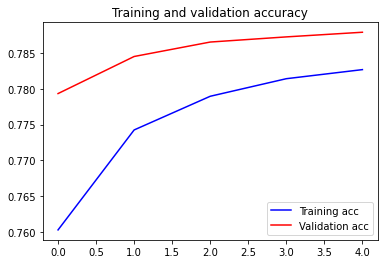 Training and validation accuracy
0.785
0.780
0.775
0.770
0.765
0.760
0.0 0.5 1.0 1.5 2.0 2.5 3.0 3.5 4.0
Training acc
Validation acc